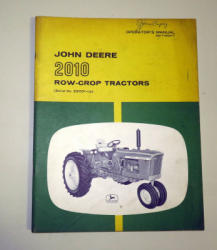 OPERATOR'S MANUAL
JOHN DEERE
2010
ROW-CROP TRACTORS